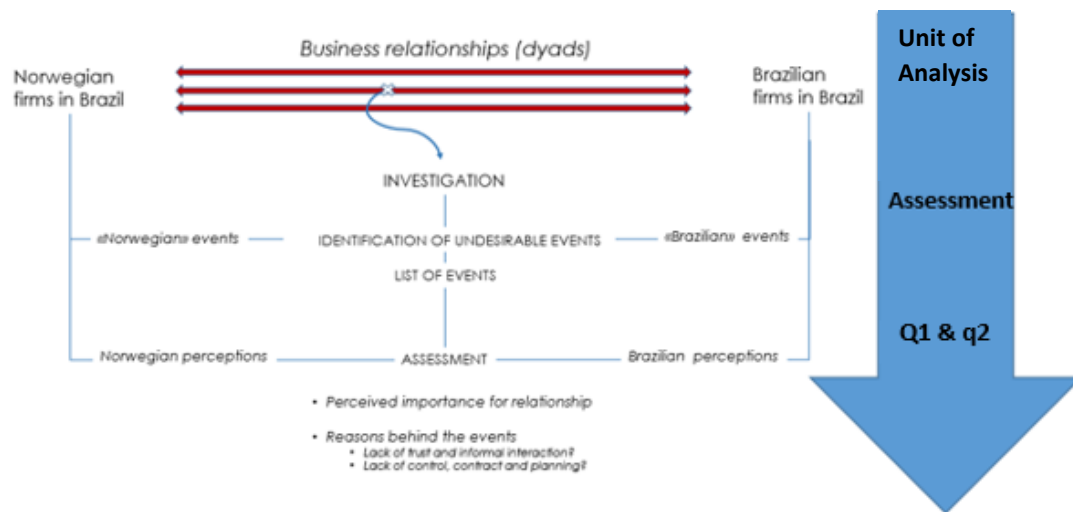 Business relationships (dyads)
Norwegian
firms in Brazil
Brazilian
firms in Brazil
INVESTIGATION
«Norwegian» events
IDENTIFICATION OF UNDESIRABLE EVENTS
«Brazilian» events
LIST OF EVENTS
Norwegian perceptions
ASSESSMENT
Brazilian perceptions
• Perceived importance for relationship
• Reasons behind the events
• Lack of trust and informal interaction?
• Lack of control, contract and planning?
Unit of
Analysis
Assessment
Q1 & q2